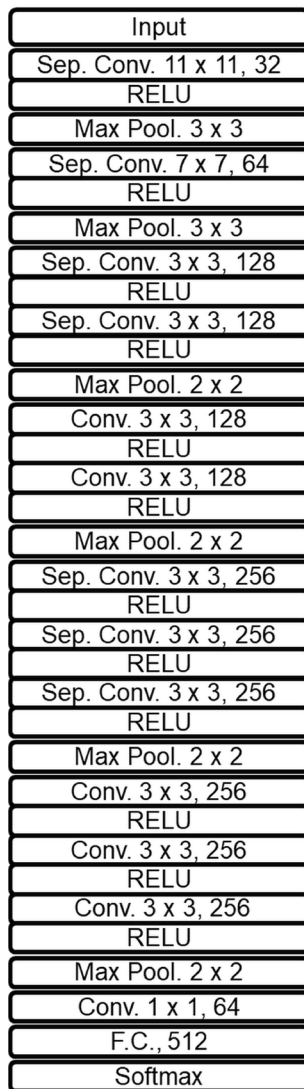 Input
Sep. Conv. 11 x 11, 32
RELU
Max Pool. 3 x 3
Sep. Conv. 7 x 7, 64
RELU
Max Pool. 3 x 3
Sep. Conv. 3 x 3, 128
RELU
Sep. Conv. 3 x 3, 128
RELU
Max Pool. 2 x 2
Conv. 3 x 3, 128
RELU
Conv. 3 x 3, 128
RELU
Max Pool. 2 x 2
Sep. Conv. 3 x 3, 256
RELU
Sep. Conv. 3 x 3, 256
RELU
Sep. Conv. 3 x 3, 256
RELU
Max Pool. 2 x 2
Conv. 3 x 3, 256
RELU
Conv. 3 x 3, 256
RELU
Conv. 3 x 3, 256
RELU
Max Pool. 2 x 2
Conv. 1 x 1, 64
F.C., 512
Softmax